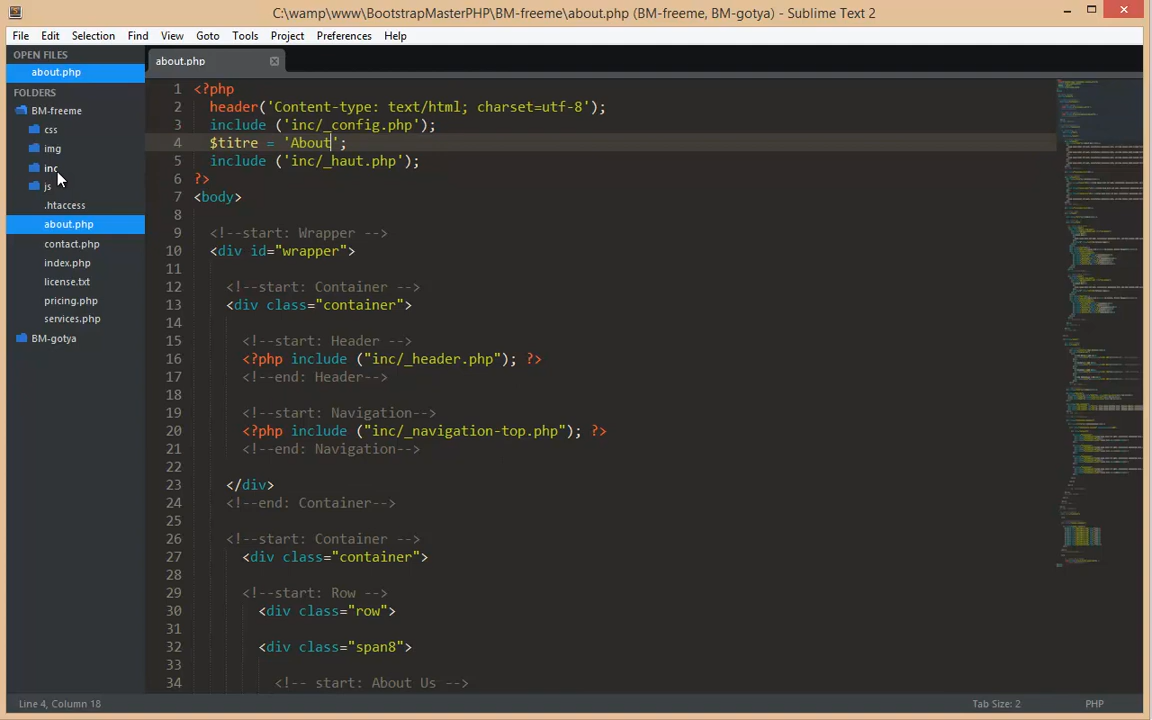 C:\wamp\www\BootstrapMasterPHP\BM-freeme\about.php (BM-freeme, BM-gotya) - Sublime Text 2
File Edit Selection Find View Goto Tools Project Preferences Help
OPEN FILES
about.php
FOLDERS
BM-freeme
css
img
inc
js
.htaccess
about.php
contact.php
index.php
license.txt
pricing.php
services.php
BM-gotya
about.php
1 <?php
2 header('Content-type: text/html; charset=utf-8');
3 include ('inc/_config.php');
4 $titre = 'About';
5 include ('inc/_haut.php');
6 ?>
7 <body>
8
9 <!--start: Wrapper -->
10 <div id="wrapper">
11
12 <!--start: Container -->
13 <div class="container">
14
15 <!--start: Header -->
16 <?php include ("inc/_header.php"); ?>
17 <!--end: Header-->
18
19 <!--start: Navigation-->
20 <?php include ("inc/_navigation-top.php"); ?>
21 <!--end: Navigation-->
22
23 </div>
24 <!--end: Container-->
25
26 <!--start: Container -->
27 <div class="container">
28
29 <!--start: Row -->
30 <div class="row">
31
32 <div class="span8">
33
34 <!-- start: About Us -->
Line 4, Column 18
Tab Size: 2
PHP